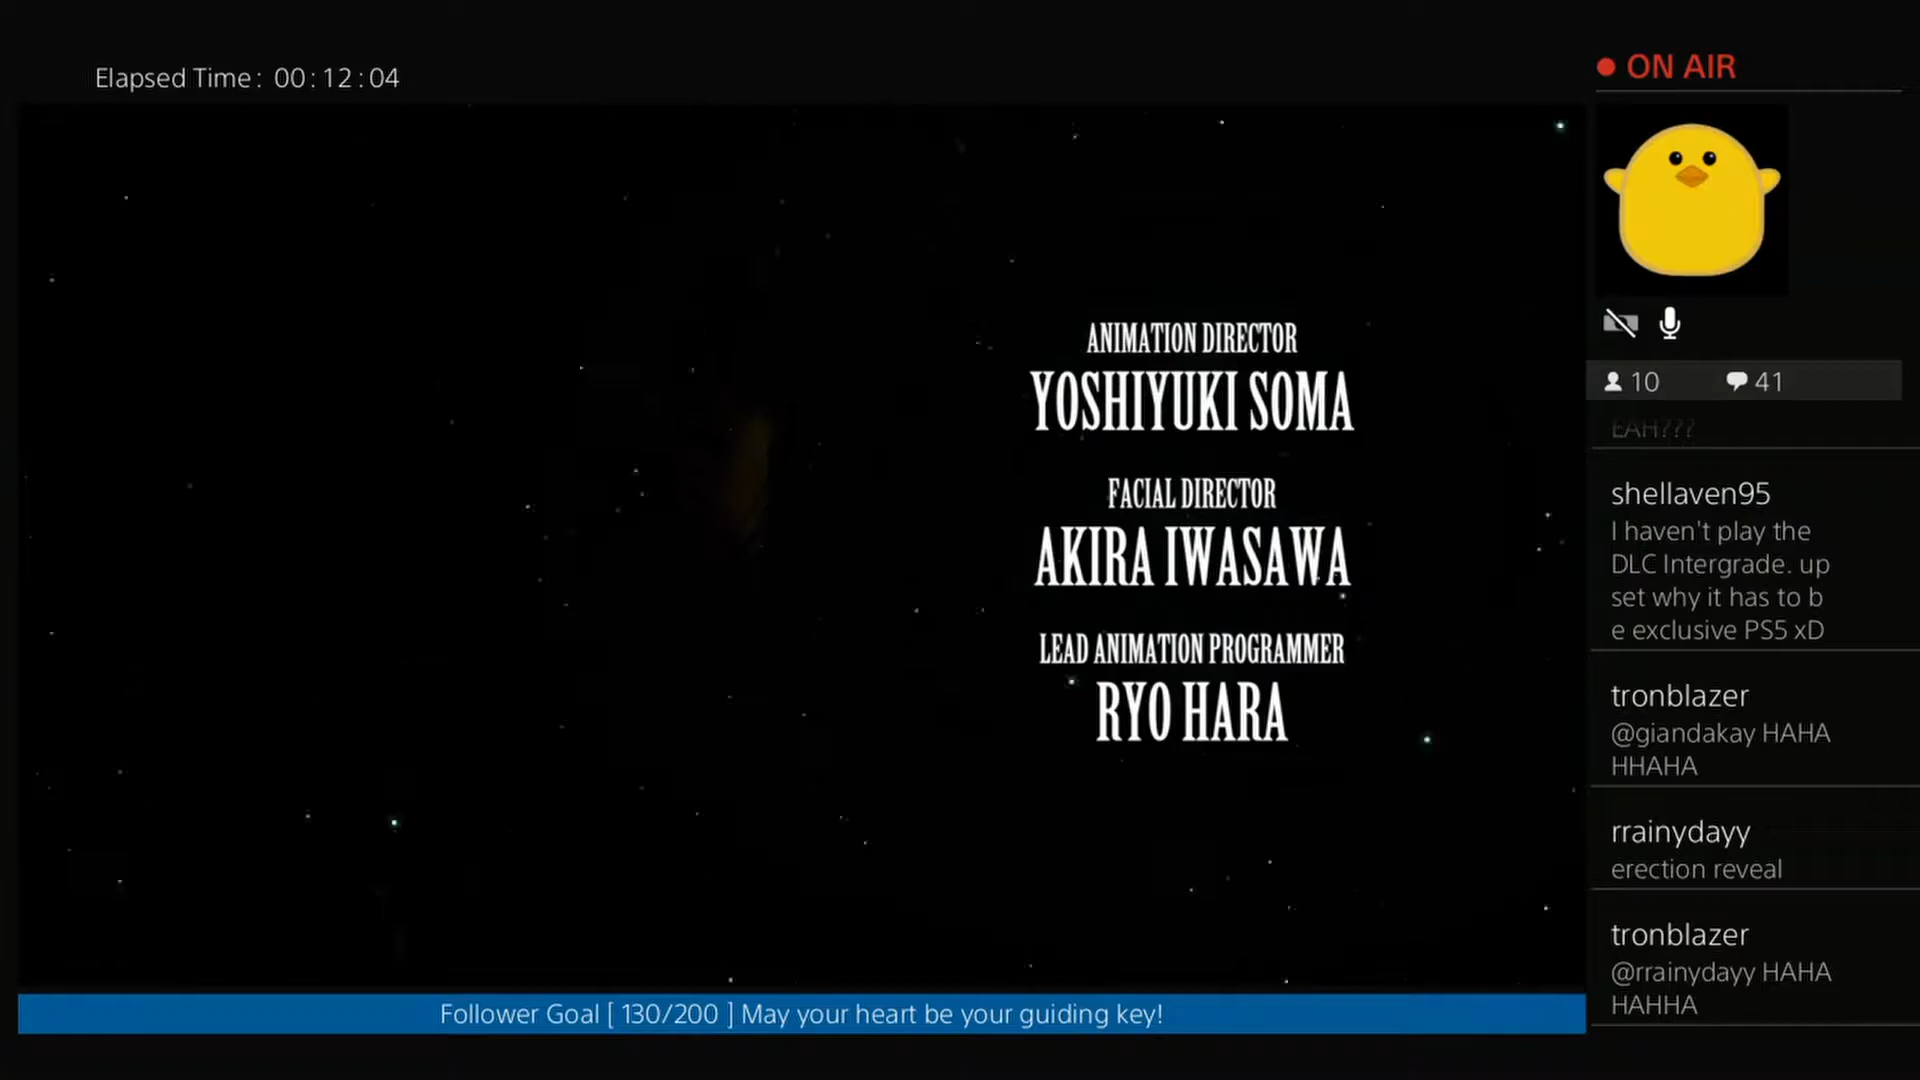 Elapsed Time: 00:12:04
ON AIR
ANIMATION DIRECTOR
YOSHIYUKI SOMA
FACIAL DIRECTOR
AKIRA IWASAWA
LEAD ANIMATION PROGRAMMER
RYO HARA
10 41
EAH???
shellaven95
I haven't play the
DLC Intergrade. up
set why it has to b
e exclusive PS5 xD
tronblazer
@giandakay HAHA
HHAHA
rrainydayy
erection reveal
tronblazer
@rrainydayy HAHA
HAHHA
Follower Goal [ 130/200 ] May your heart be your guiding key!